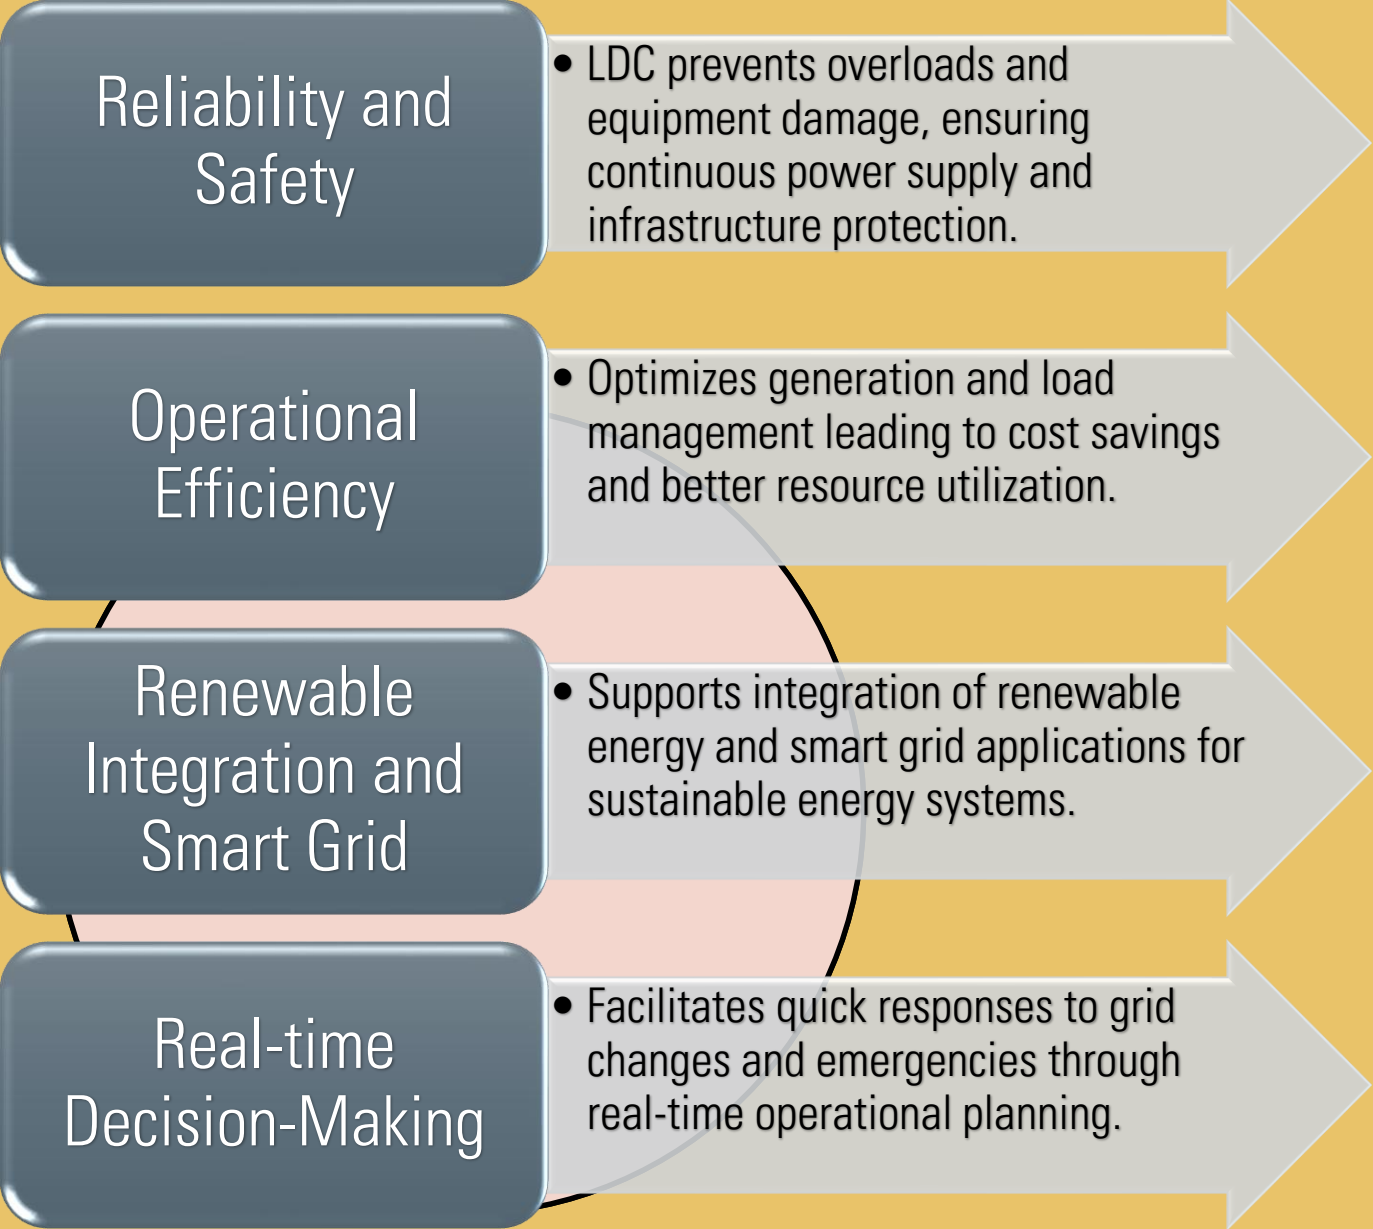 Reliability and
Safety
• LDC prevents overloads and
equipment damage, ensuring
continuous power supply and
infrastructure protection.
Operational
Efficiency
• Optimizes generation and load
management leading to cost savings
and better resource utilization.
Renewable
Integration and
Smart Grid
• Supports integration of renewable
energy and smart grid applications for
sustainable energy systems.
Real-time
Decision-Making
• Facilitates quick responses to grid
changes and emergencies through
real-time operational planning.